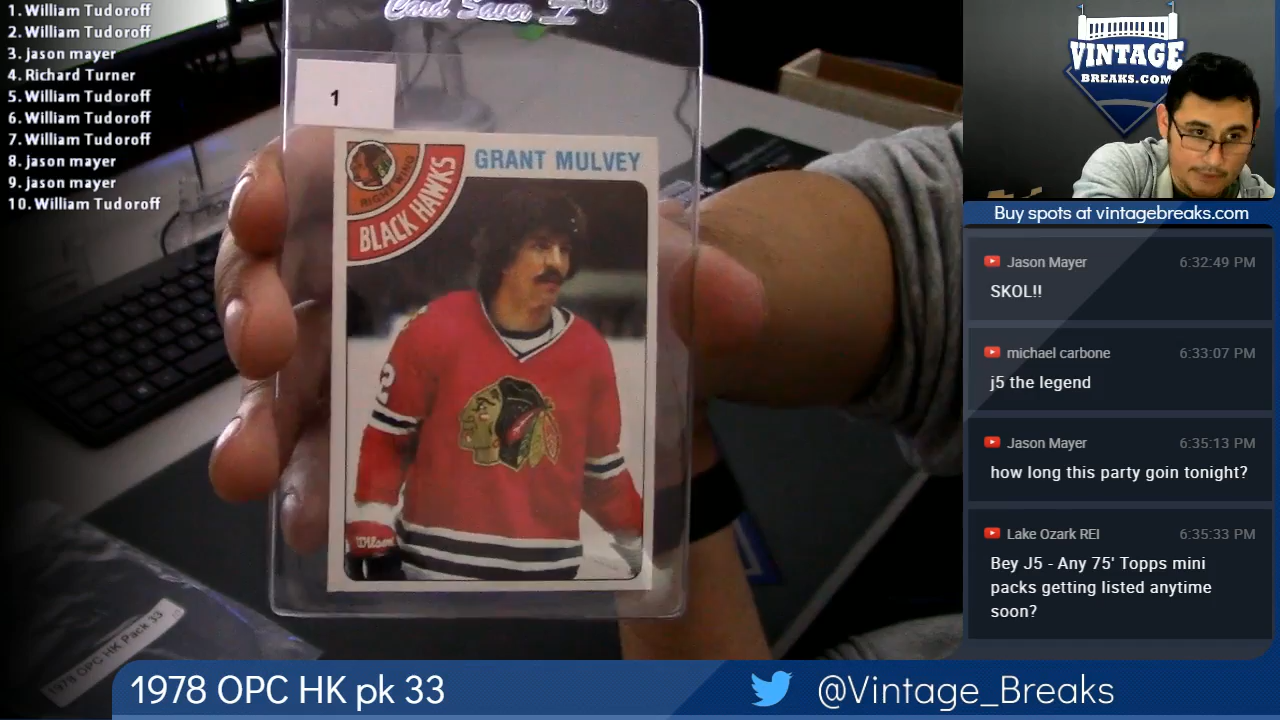 1. William Tudoroff
2. William Tudoroff
3. jason mayer
4. Richard Turner
5. William Tudoroff
6. William Tudoroff
7. William Tudoroff
8. jason mayer
9. jason mayer
10. William Tudoroff
Card Saver I
1
GRANT MULVEY
RIGHT WING
BLACK HAWKS
2
Wilson
1978 OPC HK Pack 33
VINTAGE
BREAKS.COM
Buy spots at vintagebreaks.com
Jason Mayer 6:32:49 PM
SKOL!!
michael carbone 6:33:07 PM
j5 the legend
Jason Mayer 6:35:13 PM
how long this party goin tonight?
Lake Ozark REI 6:35:33 PM
Bey J5 - Any 75' Topps mini
packs getting listed anytime
soon?
1978 OPC HK pk 33
@Vintage_Breaks